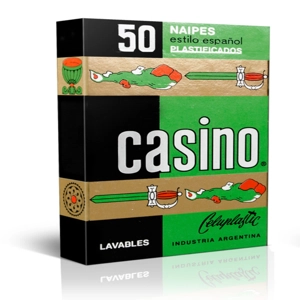 50 NAIPES
estilo español
PLASTIFICADOS
casino®
Celuplastic
LAVABLES INDUSTRIA ARGENTINA